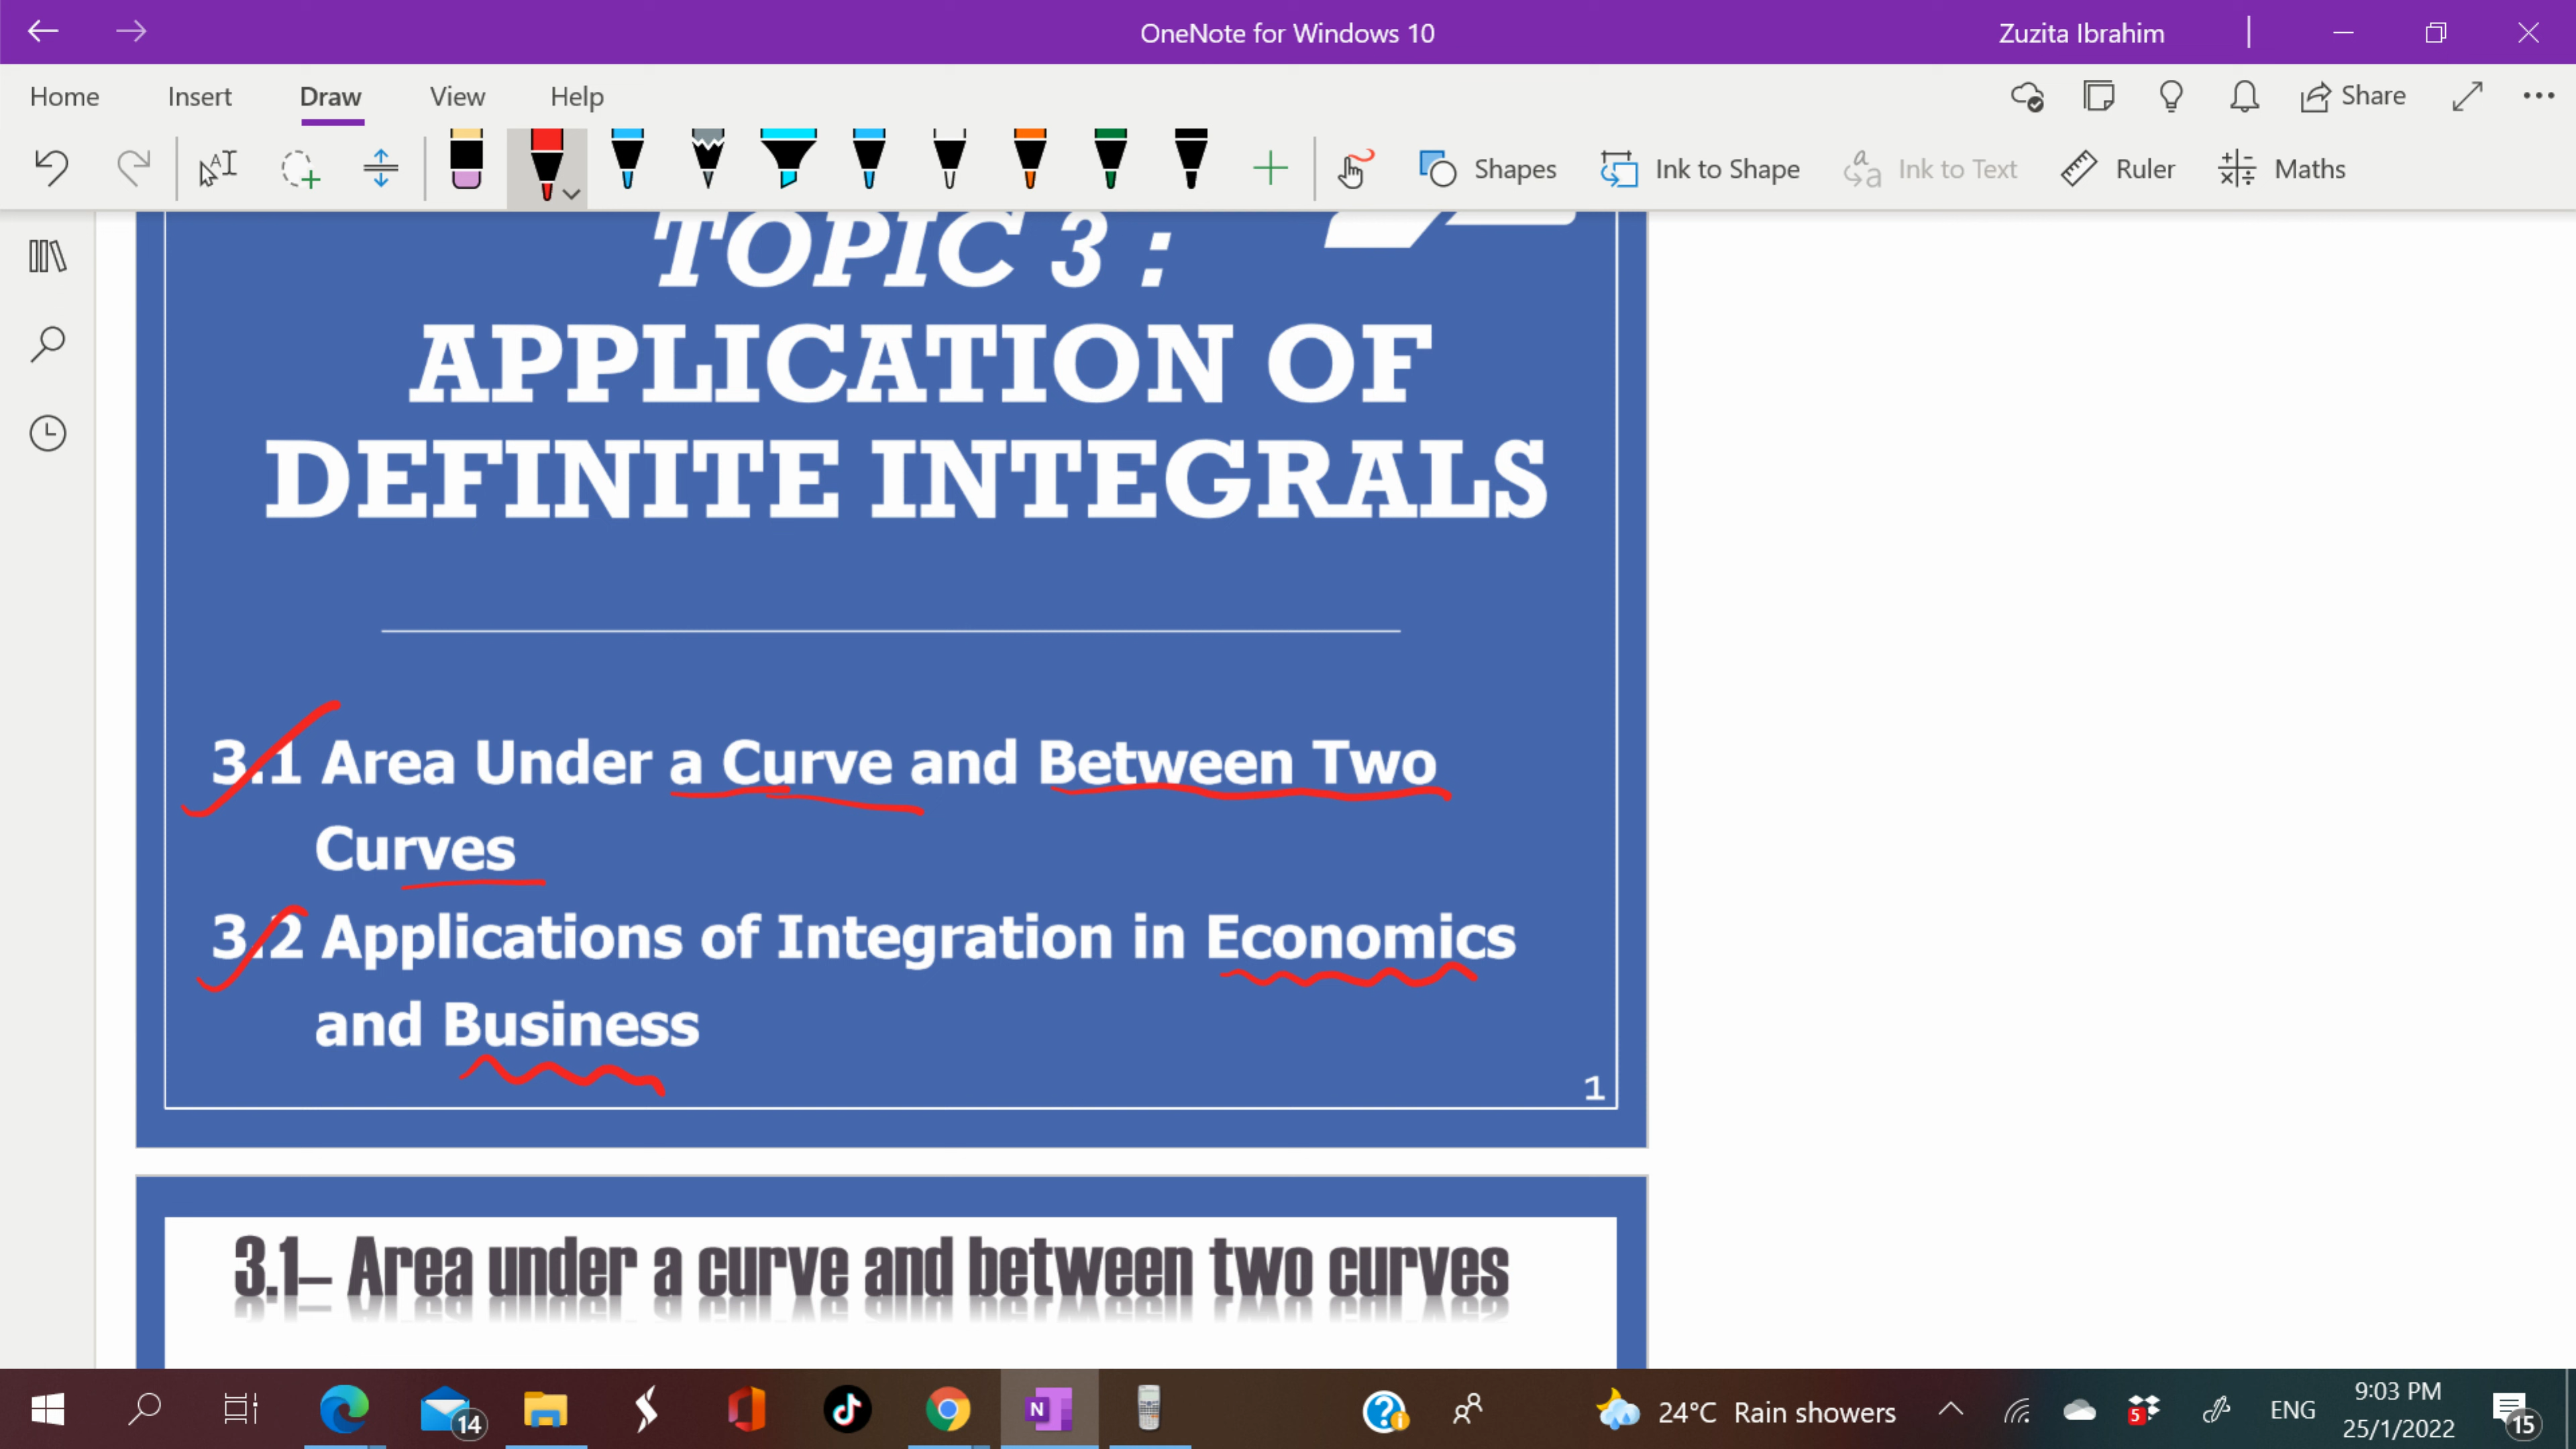 OneNote for Windows 10
Zuzita Ibrahim
Home Insert Draw View Help
Share
Shapes Ink to Shape Ink to Text Ruler Maths
TOPIC 3 :
APPLICATION OF
DEFINITE INTEGRALS
3.1 Area Under a Curve and Between Two
Curves
3.2 Applications of Integration in Economics
and Business
1
3.1– Area under a curve and between two curves
14
N
24°C Rain showers
5
ENG
9:03 PM
25/1/2022
15